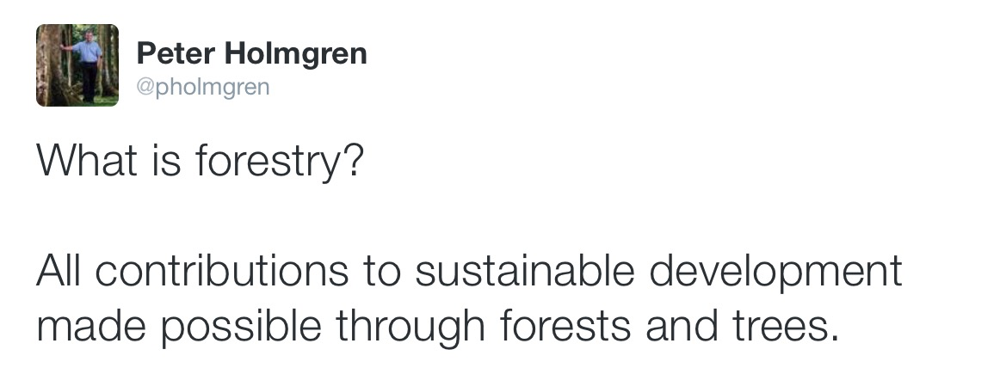 Peter Holmgren
@pholmgren
What is forestry?
All contributions to sustainable development
made possible through forests and trees.